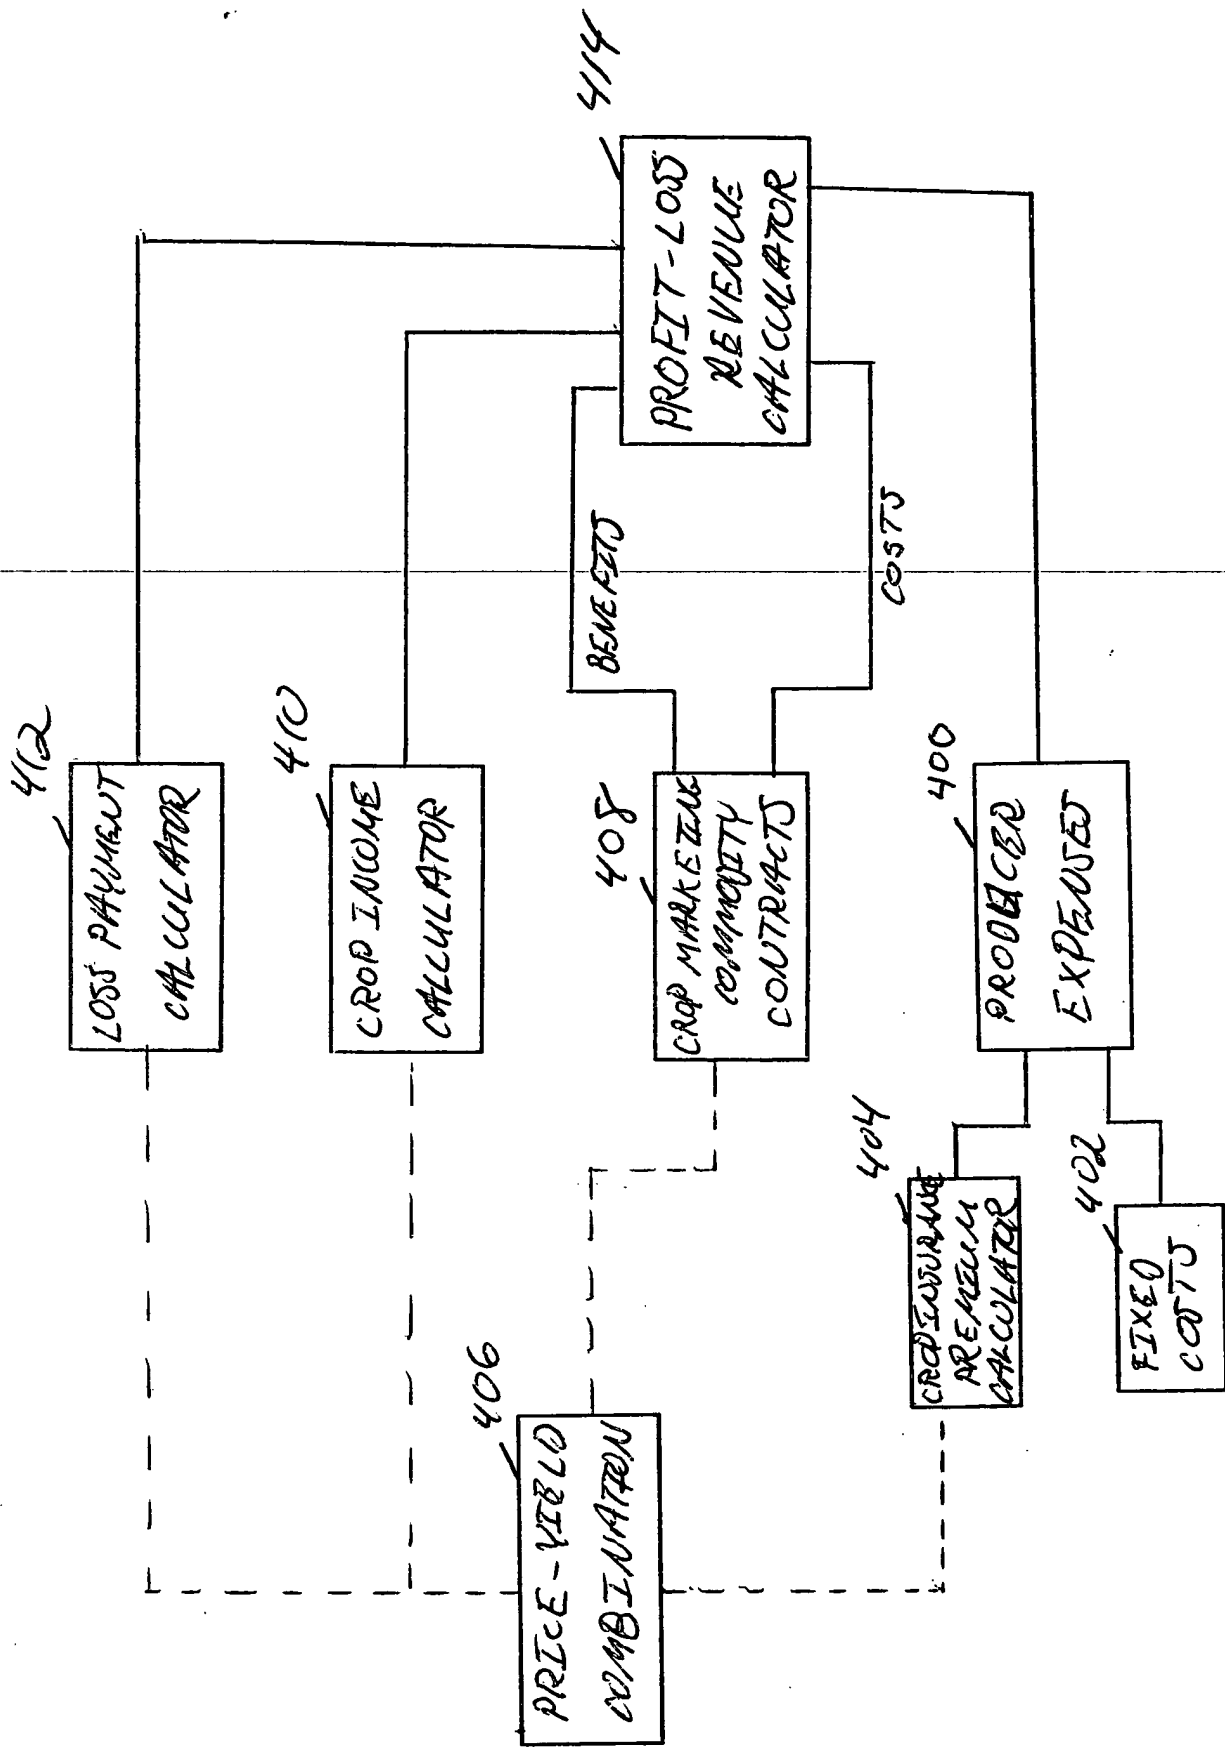 412
LOSS PAYMENT
CALCULATOR
410
CROP INCOME
CALCULATOR
414
PROFIT-LOSS
REVENUE
CALCULATOR
BENEFITS
COSTS
408
CROP MARKETING
COMMODITY
CONTRACTS
400
PRODUCER
EXPENSES
406
PRICE-YIELD
COMBINATION
404
CROP INSURANCE
PREMIUM
CALCULATOR
402
FIXED
COSTS